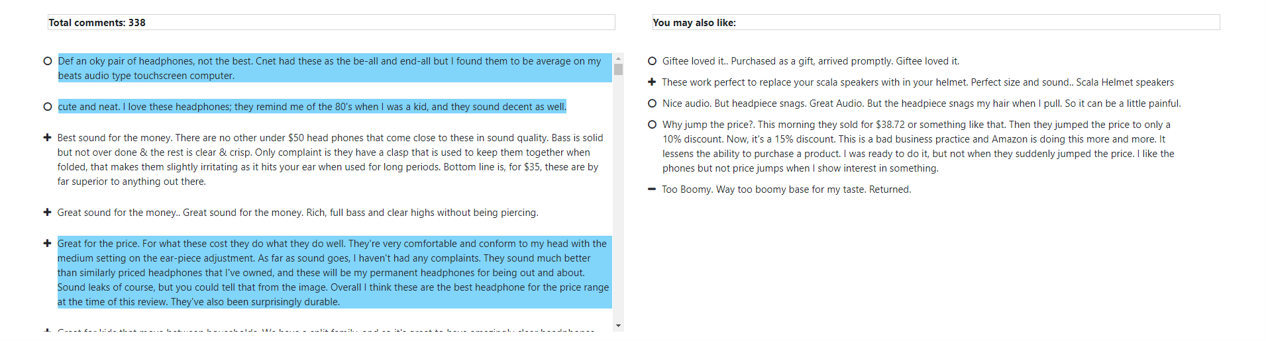 Total comments: 338
Def an oky pair of headphones, not the best. Cnet had these as the be-all and end-all but I found them to be average on my
beats audio type touchscreen computer.
cute and neat. I love these headphones; they remind me of the 80's when I was a kid, and they sound decent as well.
Best sound for the money. There are no other under $50 head phones that come close to these in sound quality. Bass is solid
but not over done & the rest is clear & crisp. Only complaint is they have a clasp that is used to keep them together when
folded, that makes them slightly irritating as it hits your ear when used for long periods. Bottom line is, for $35, these are by
far superior to anything out there.
Great sound for the money.. Great sound for the money. Rich, full bass and clear highs without being piercing.
Great for the price. For what these cost they do what they do well. They're very comfortable and conform to my head with the
medium setting on the ear-piece adjustment. As far as sound goes, I haven't had any complaints. They sound much better
than similarly priced headphones that I've owned, and these will be my permanent headphones for being out and about.
Sound leaks of course, but you could tell that from the image. Overall I think these are the best headphone for the price range
at the time of this review. They've also been surprisingly durable.
Great for kids that move between households. We have a split family, and so it's great to have amazingly clear headphones
You may also like:
Giftee loved it.. Purchased as a gift, arrived promptly. Giftee loved it.
These work perfect to replace your scala speakers with in your helmet. Perfect size and sound.. Scala Helmet speakers
Nice audio. But headpiece snags. Great Audio. But the headpiece snags my hair when I pull. So it can be a little painful.
Why jump the price?. This morning they sold for $38.72 or something like that. Then they jumped the price to only a
10% discount. Now, it's a 15% discount. This is a bad business practice and Amazon is doing this more and more. It
lessens the ability to purchase a product. I was ready to do it, but not when they suddenly jumped the price. I like the
phones but not price jumps when I show interest in something.
Too Boomy. Way too boomy base for my taste. Returned.